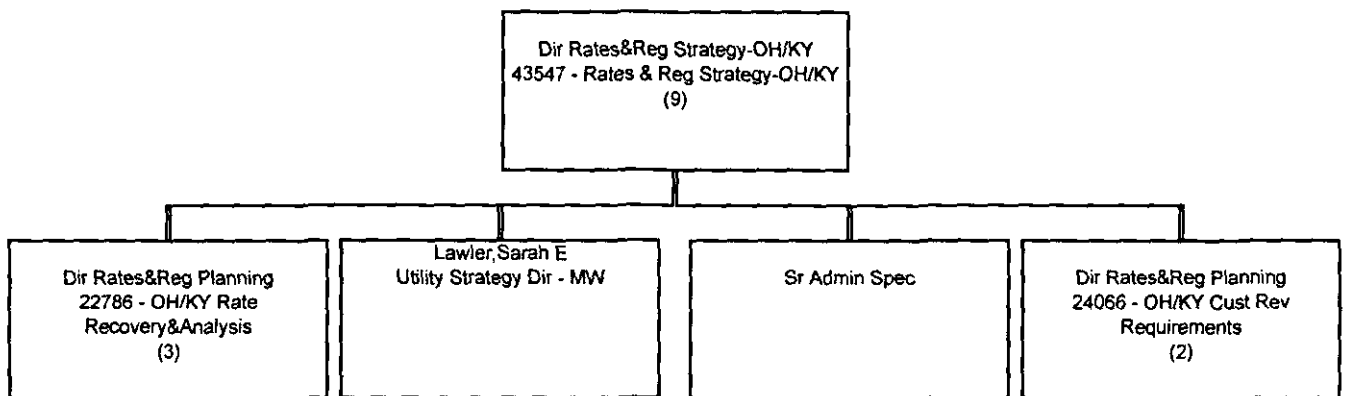 Dir Rates&Reg Strategy-OH/KY
43547 - Rates & Reg Strategy-OH/KY
(9)
Dir Rates&Reg Planning
22786 - OH/KY Rate
Recovery&Analysis
(3)
Lawler,Sarah E
Utility Strategy Dir - MW
Sr Admin Spec
Dir Rates&Reg Planning
24066 - OH/KY Cust Rev
Requirements
(2)